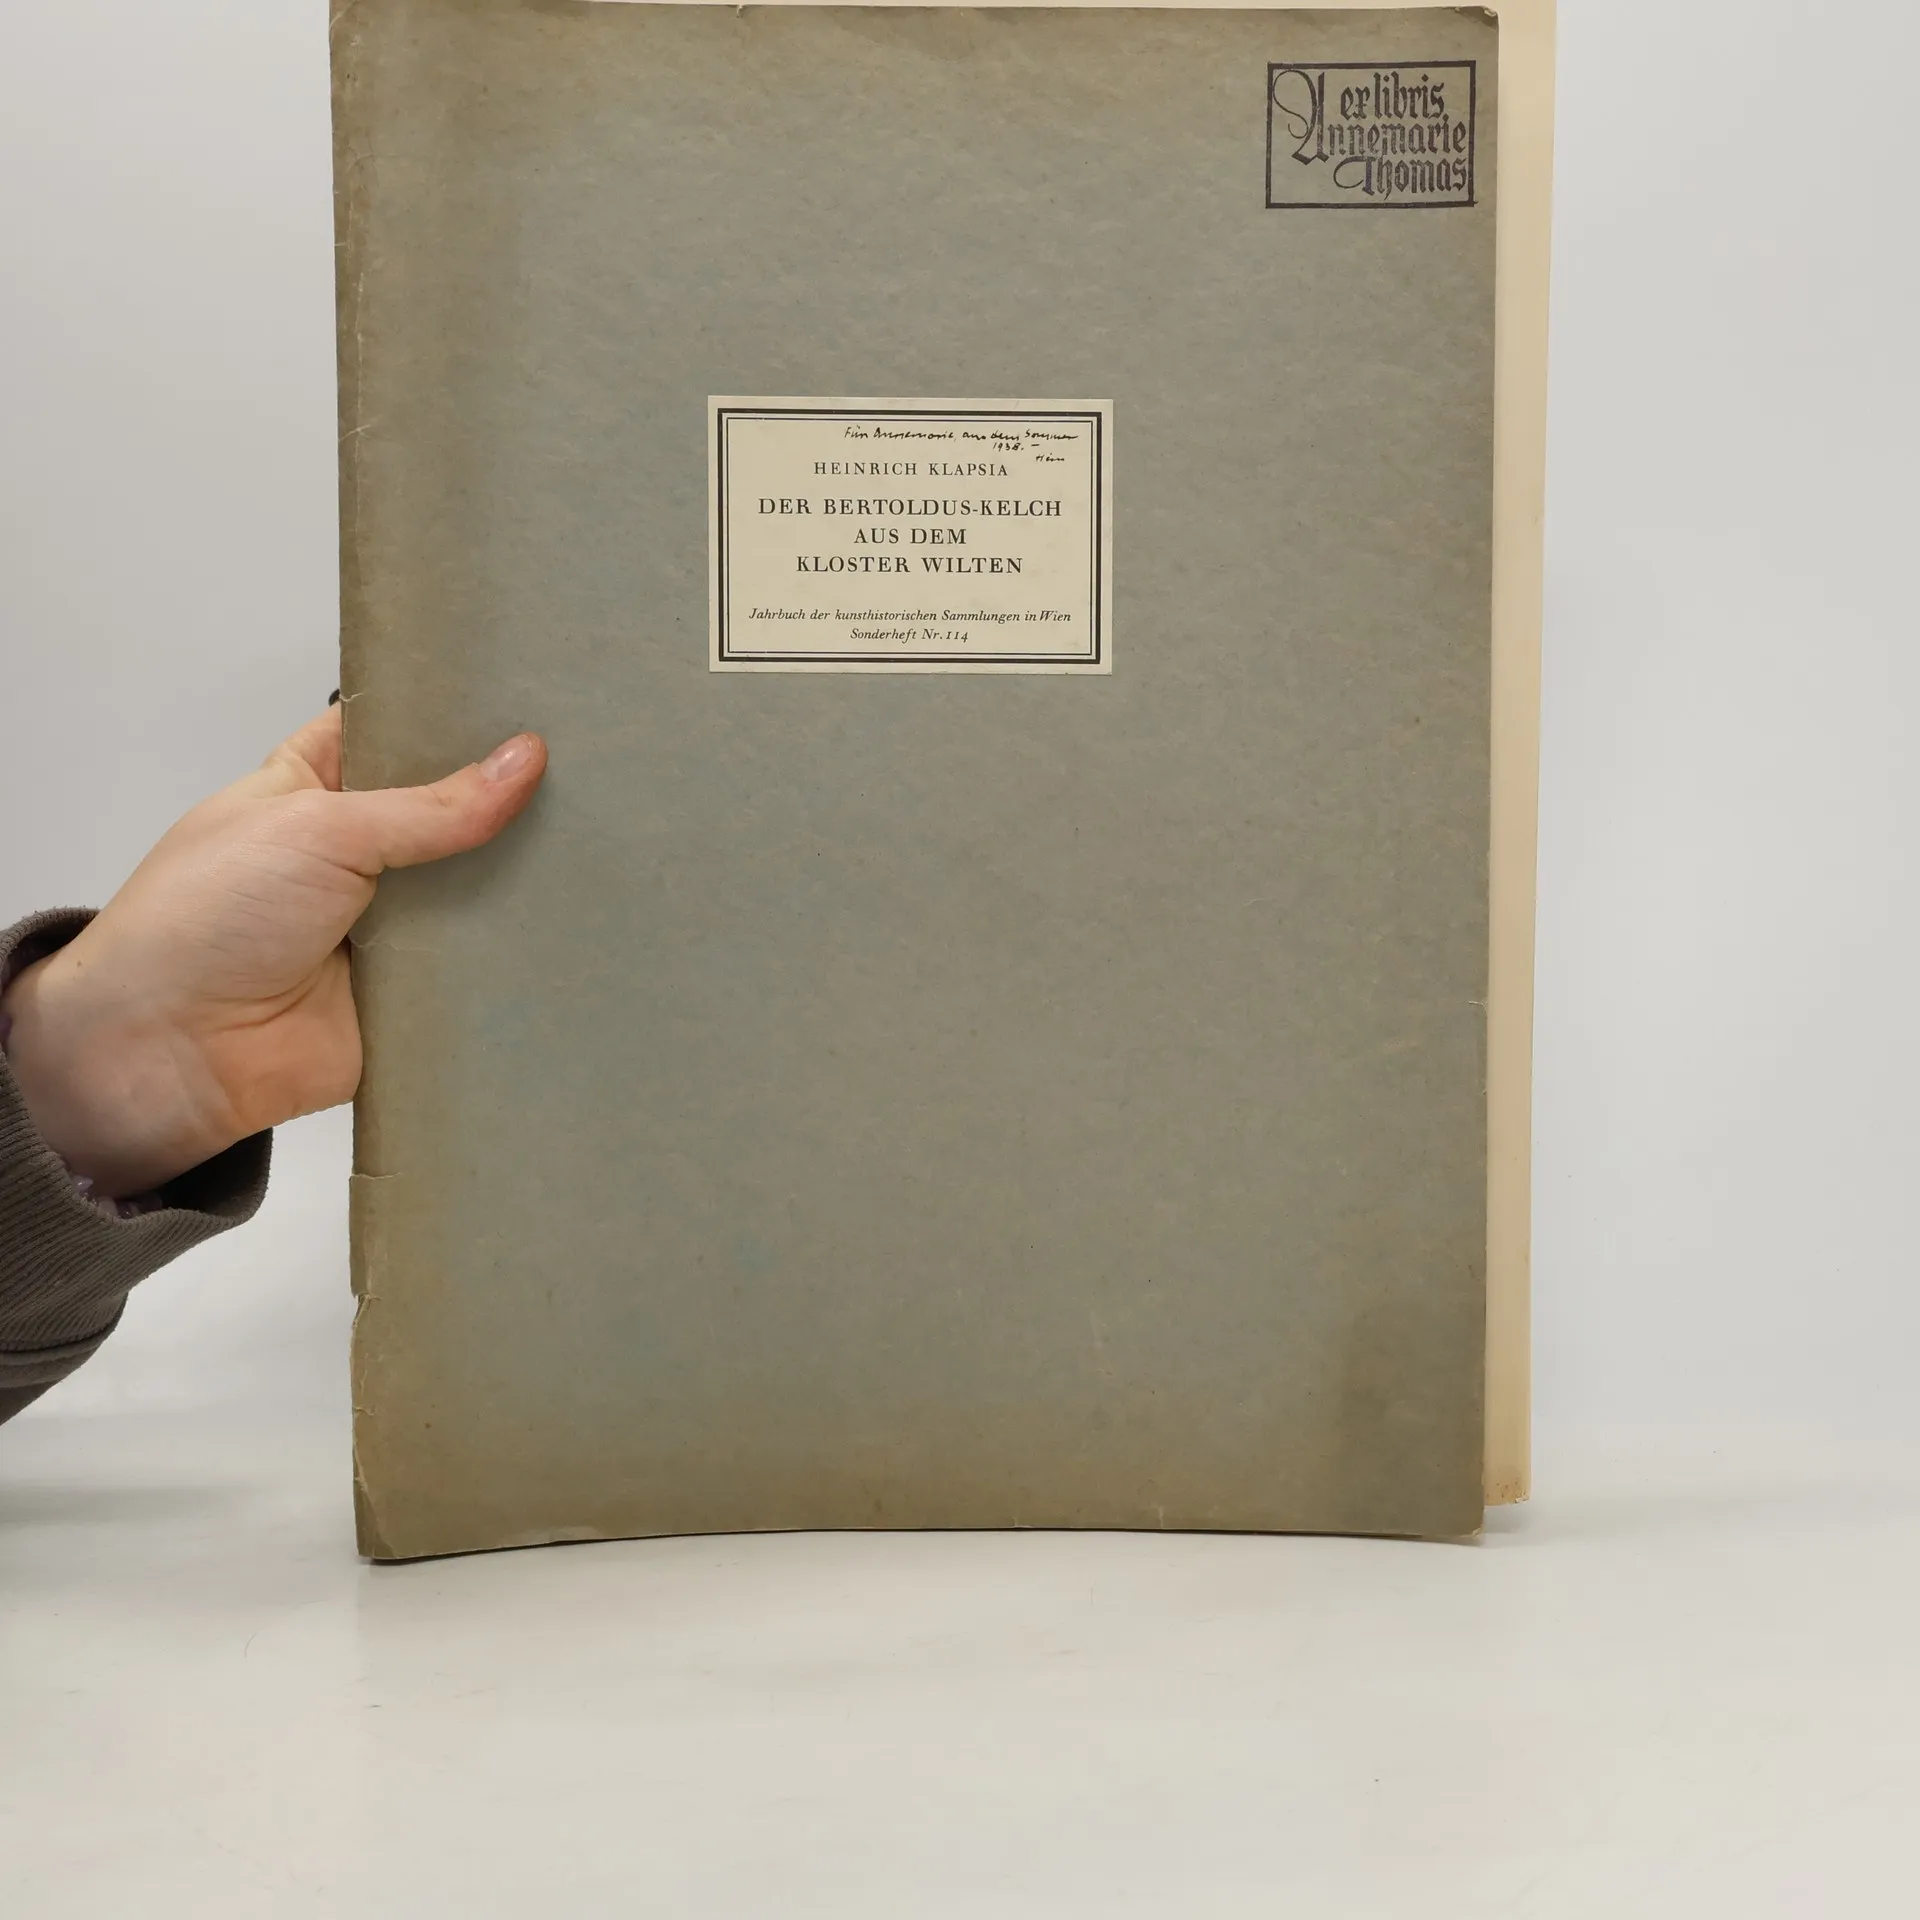 ex libris
Annemarie
Thomas
Für Annemarie, aus dem Sommer
1938. –
HEINRICH KLAPSIA
DER BERTOLDUS-KELCH
AUS DEM
KLOSTER WILTEN
Jahrbuch der kunsthistorischen Sammlungen in Wien
Sonderheft Nr. 114